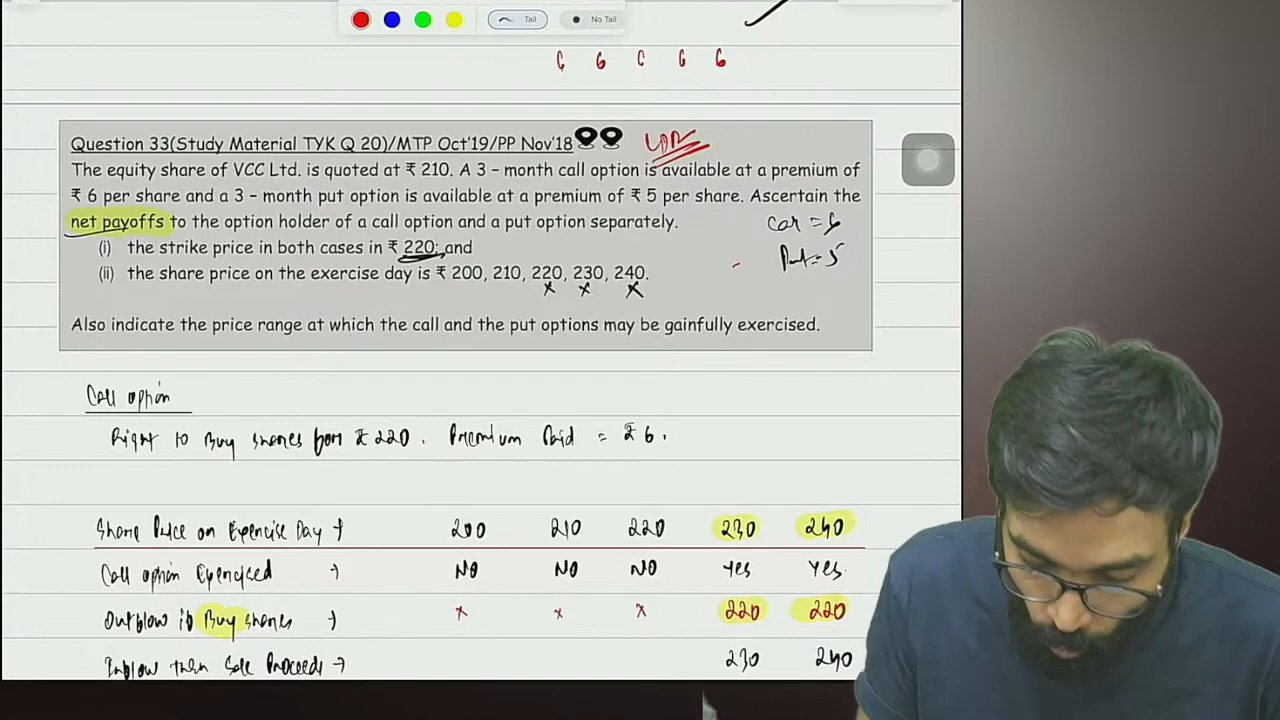 Tail No Tail
6 6 6 6 6
Question 33(Study Material TYK Q 20)/MTP Oct'19/PP Nov'18
The equity share of VCC Ltd. is quoted at ₹ 210. A 3 – month call option is available at a premium of
₹ 6 per share and a 3 – month put option is available at a premium of ₹ 5 per share. Ascertain the
net payoffs to the option holder of a call option and a put option separately.
(i) the strike price in both cases in ₹ 220; and
(ii) the share price on the exercise day is ₹ 200, 210, 220, 230, 240.
Also indicate the price range at which the call and the put options may be gainfully exercised.
Call = 6
Put = 5
Call option
Right to Buy shares for ₹ 220. Premium Paid = ₹ 6.
Share Price on Exercise Day → 200 210 220 230 240
Call option Exercised → NO NO NO Yes Yes.
Outflow to Buy shares → x x x 220 220
Inflow then Sale Proceeds → 230 240